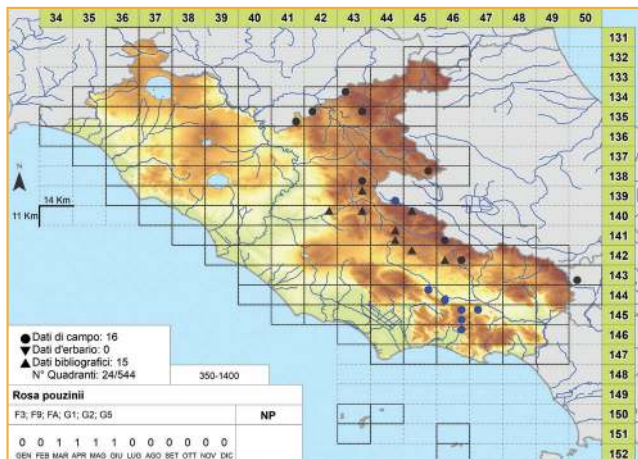 34 35 36 37 38 39 40 41 42 43 44 45 46 47 48 49 50
131
132
133
134
135
136
137
138
139
140
141
142
143
144
145
146
147
148
149
150
151
152
N
14 Km
11 Km
Dati di campo: 16
Dati d'erbario: 0
Dati bibliografici: 15
N° Quadranti: 24/544
350-1400
Rosa pouzinii
F3; F9; FA; G1; G2; G5
NP
0 0 1 1 1 1 0 0 0 0 0 0
GEN FEB MAR APR MAG GIU LUG AGO SET OTT NOV DIC